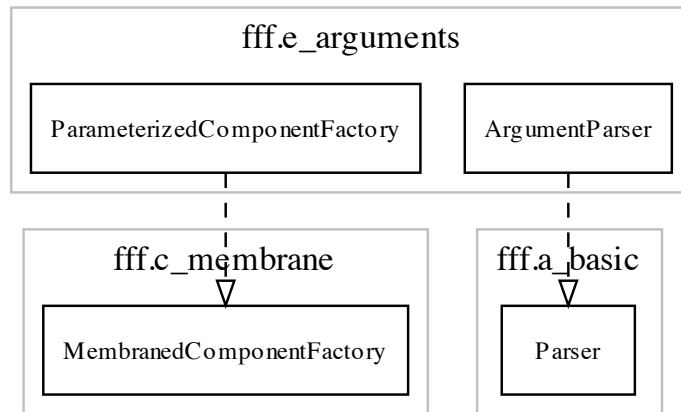 fff.e_arguments
ParameterizedComponentFactory
ArgumentParser
fff.c_membrane
fff.a_basic
MembranedComponentFactory
Parser